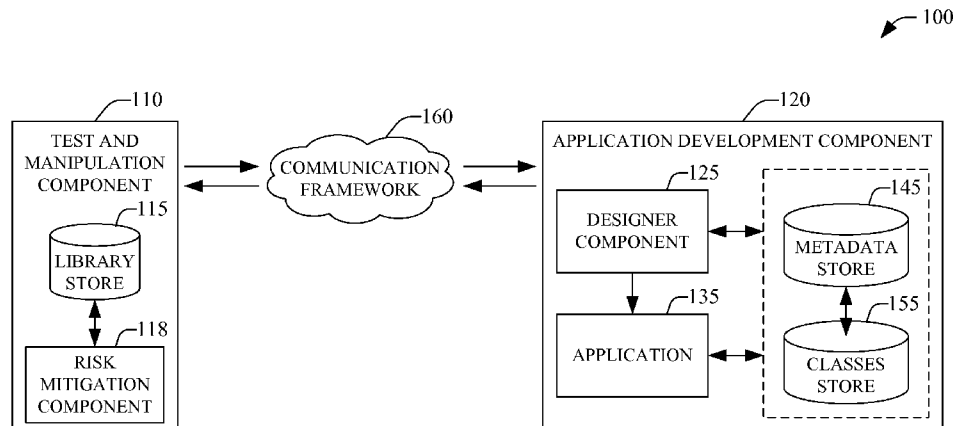 100
110
TEST AND
MANIPULATION
COMPONENT
115
LIBRARY
STORE
118
RISK
MITIGATION
COMPONENT
160
COMMUNICATION
FRAMEWORK
120
APPLICATION DEVELOPMENT COMPONENT
125
DESIGNER
COMPONENT
135
APPLICATION
145
METADATA
STORE
155
CLASSES
STORE